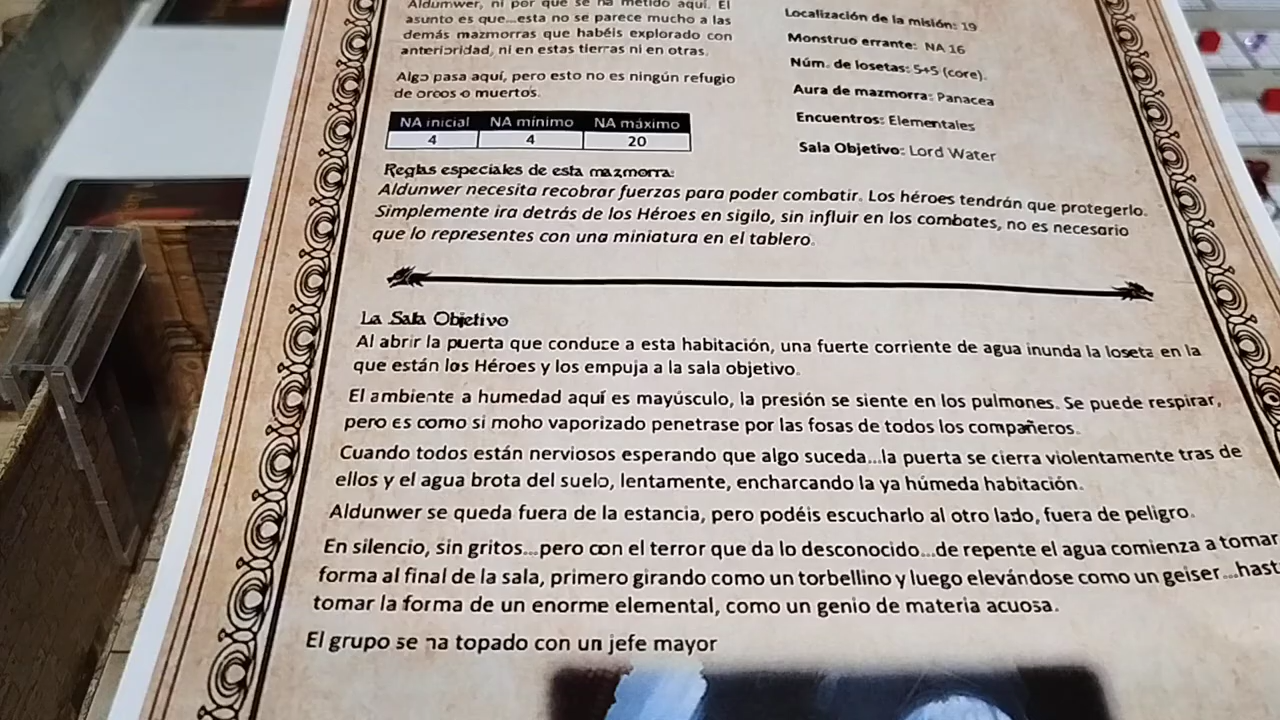 Aldumwer, ni por que se ha metido aquí. El
asunto es que...esta no se parece mucho a las
demás mazmorras que habéis explorado con
anterioridad, ni en estas tierras ni en otras.
Algo pasa aquí, pero esto no es ningún refugio
de orcos o muertos.
Localización de la misión: 19
Monstruo errante: NA 16
Núm. de losetas: 5+5 (core).
Aura de mazmorra: Panacea
Encuentros: Elementales
Sala Objetivo: Lord Water
NA inicial NA mínimo NA máximo
4 4 20
Reglas especiales de esta mazmorra:
Aldunwer necesita recobrar fuerzas para poder combatir. Los héroes tendrán que protegerlo.
Simplemente ira detrás de los Héroes en sigilo, sin influir en los combates, no es necesario
que lo representes con una miniatura en el tablero.
La Sala Objetivo
Al abrir la puerta que conduce a esta habitación, una fuerte corriente de agua inunda la loseta en la
que están los Héroes y los empuja a la sala objetivo.
El ambiente a humedad aquí es mayúsculo, la presión se siente en los pulmones. Se puede respirar,
pero es como si moho vaporizado penetrase por las fosas de todos los compañeros.
Cuando todos están nerviosos esperando que algo suceda...la puerta se cierra violentamente tras de
ellos y el agua brota del suelo, lentamente, encharcando la ya húmeda habitación.
Aldunwer se queda fuera de la estancia, pero podéis escucharlo al otro lado, fuera de peligro.
En silencio, sin gritos...pero con el terror que da lo desconocido...de repente el agua comienza a tomar
forma al final de la sala, primero girando como un torbellino y luego elevándose como un geiser...hast
tomar la forma de un enorme elemental, como un genio de materia acuosa.
El grupo se ha topado con un jefe mayor